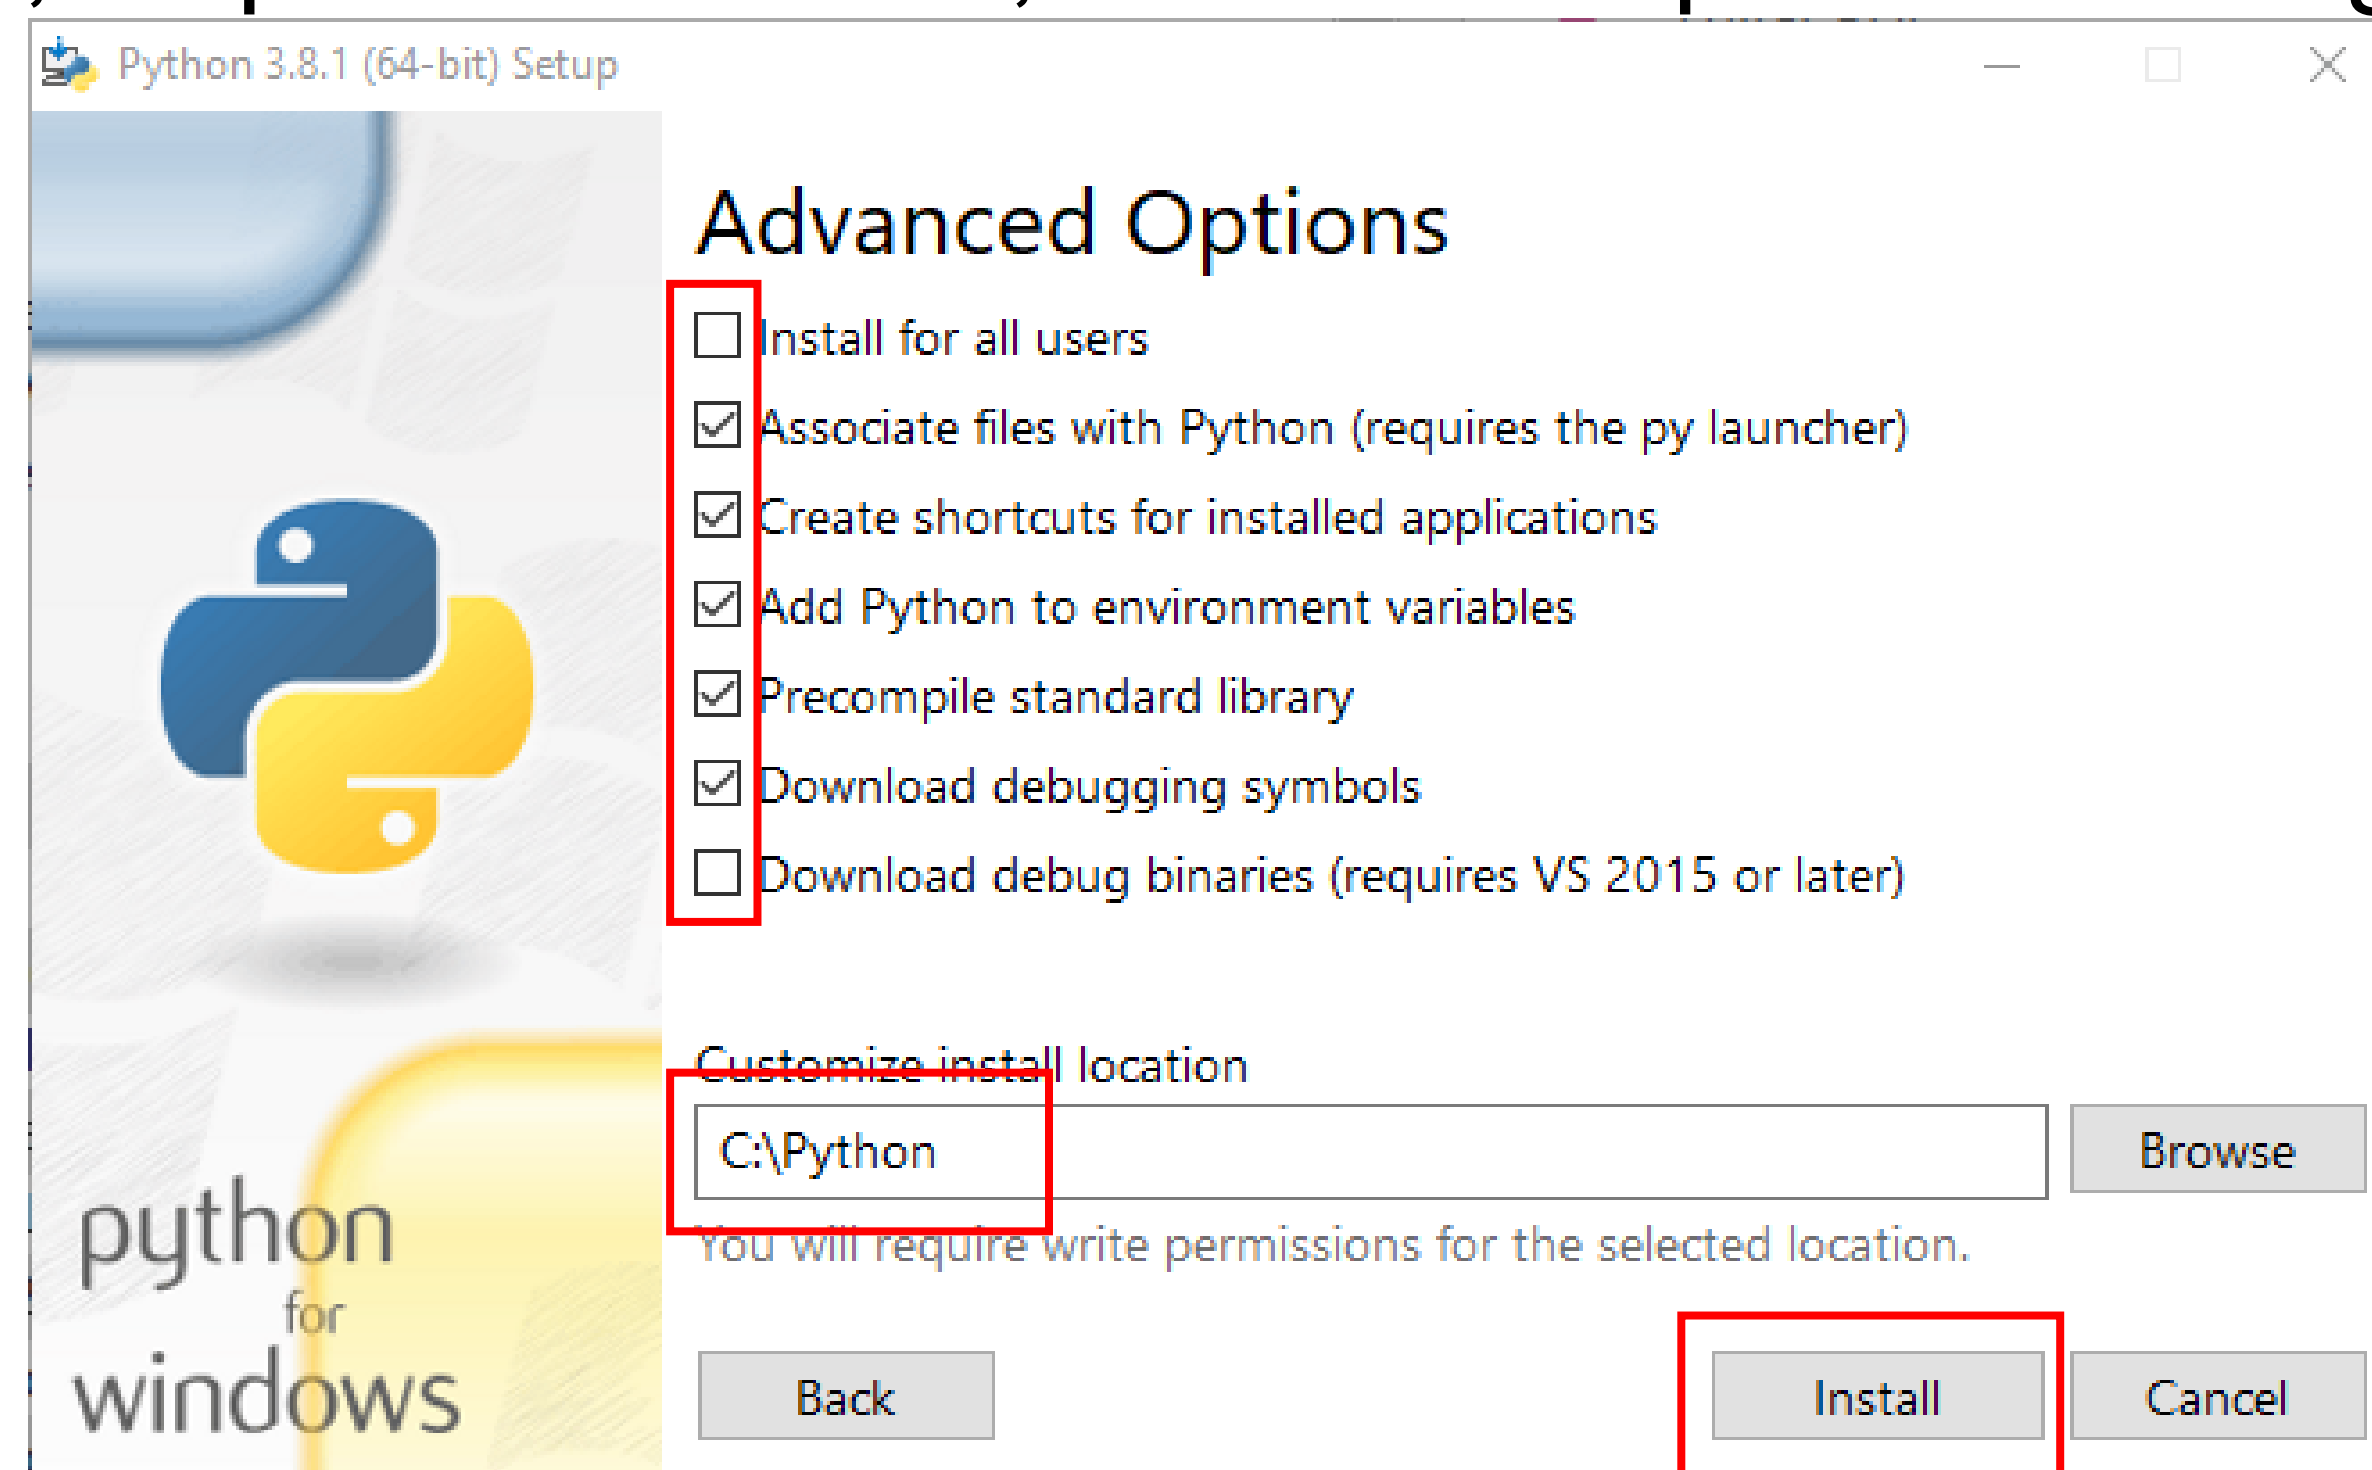 Python 3.8.1 (64-bit) Setup
Advanced Options
Install for all users
Associate files with Python (requires the py launcher)
Create shortcuts for installed applications
Add Python to environment variables
Precompile standard library
Download debugging symbols
Download debug binaries (requires VS 2015 or later)
Customize install location
C:\Python
Browse
You will require write permissions for the selected location.
python
for
windows
Back
Install
Cancel